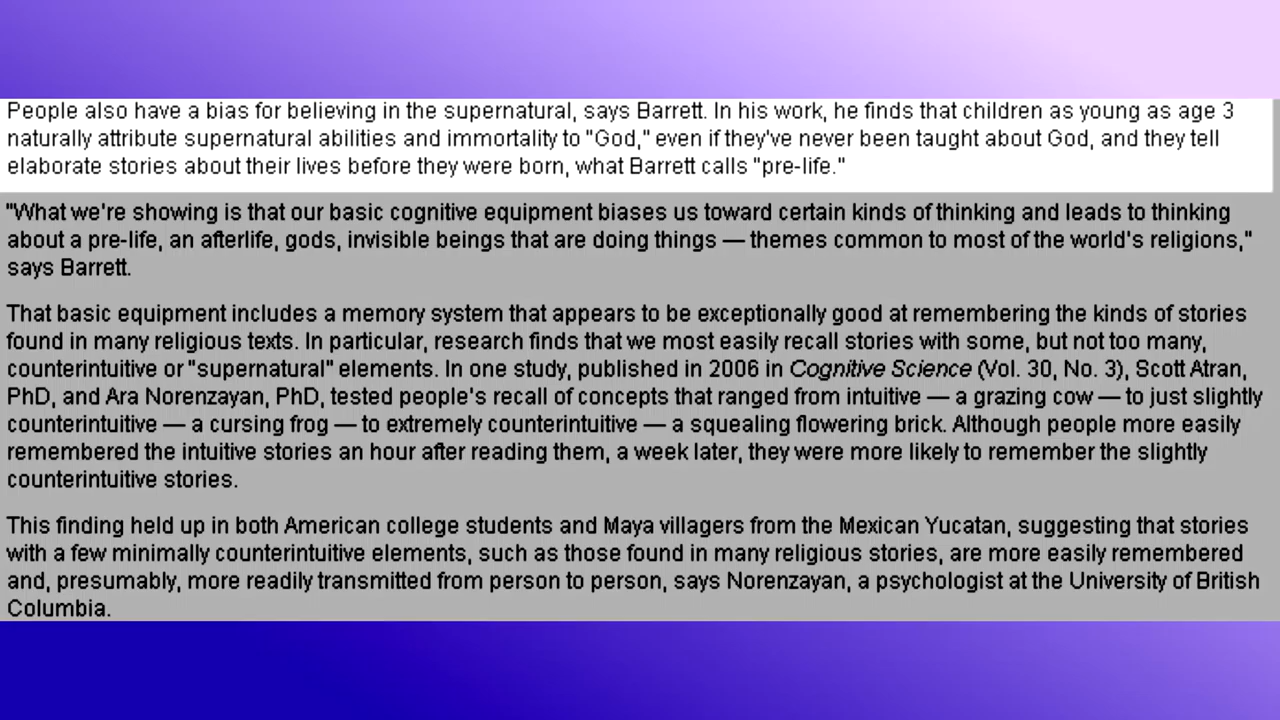 People also have a bias for believing in the supernatural, says Barrett. In his work, he finds that children as young as age 3
naturally attribute supernatural abilities and immortality to "God," even if they've never been taught about God, and they tell
elaborate stories about their lives before they were born, what Barrett calls "pre-life."
"What we're showing is that our basic cognitive equipment biases us toward certain kinds of thinking and leads to thinking
about a pre-life, an afterlife, gods, invisible beings that are doing things — themes common to most of the world's religions,"
says Barrett.
That basic equipment includes a memory system that appears to be exceptionally good at remembering the kinds of stories
found in many religious texts. In particular, research finds that we most easily recall stories with some, but not too many,
counterintuitive or "supernatural" elements. In one study, published in 2006 in Cognitive Science (Vol. 30, No. 3), Scott Atran,
PhD, and Ara Norenzayan, PhD, tested people's recall of concepts that ranged from intuitive — a grazing cow — to just slightly
counterintuitive — a cursing frog — to extremely counterintuitive — a squealing flowering brick. Although people more easily
remembered the intuitive stories an hour after reading them, a week later, they were more likely to remember the slightly
counterintuitive stories.
This finding held up in both American college students and Maya villagers from the Mexican Yucatan, suggesting that stories
with a few minimally counterintuitive elements, such as those found in many religious stories, are more easily remembered
and, presumably, more readily transmitted from person to person, says Norenzayan, a psychologist at the University of British
Columbia.